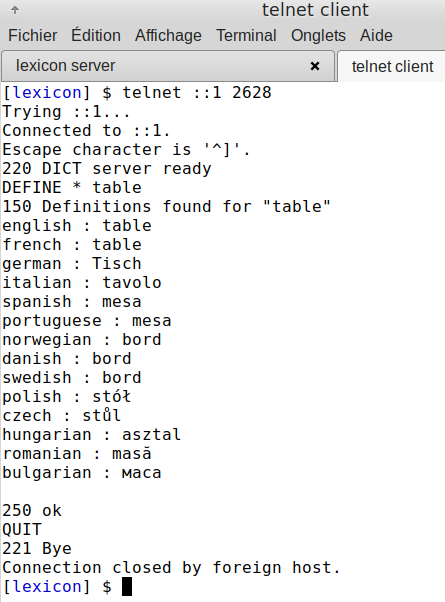 telnet client
Fichier Édition Affichage Terminal Onglets Aide
lexicon server × telnet client
[lexicon] $ telnet ::1 2628
Trying ::1...
Connected to ::1.
Escape character is '^]'.
220 DICT server ready
DEFINE * table
150 Definitions found for "table"
english : table
french : table
german : Tisch
italian : tavolo
spanish : mesa
portuguese : mesa
norwegian : bord
danish : bord
swedish : bord
polish : stół
czech : stůl
hungarian : asztal
romanian : masă
bulgarian : маса
250 ok
QUIT
221 Bye
Connection closed by foreign host.
[lexicon] $